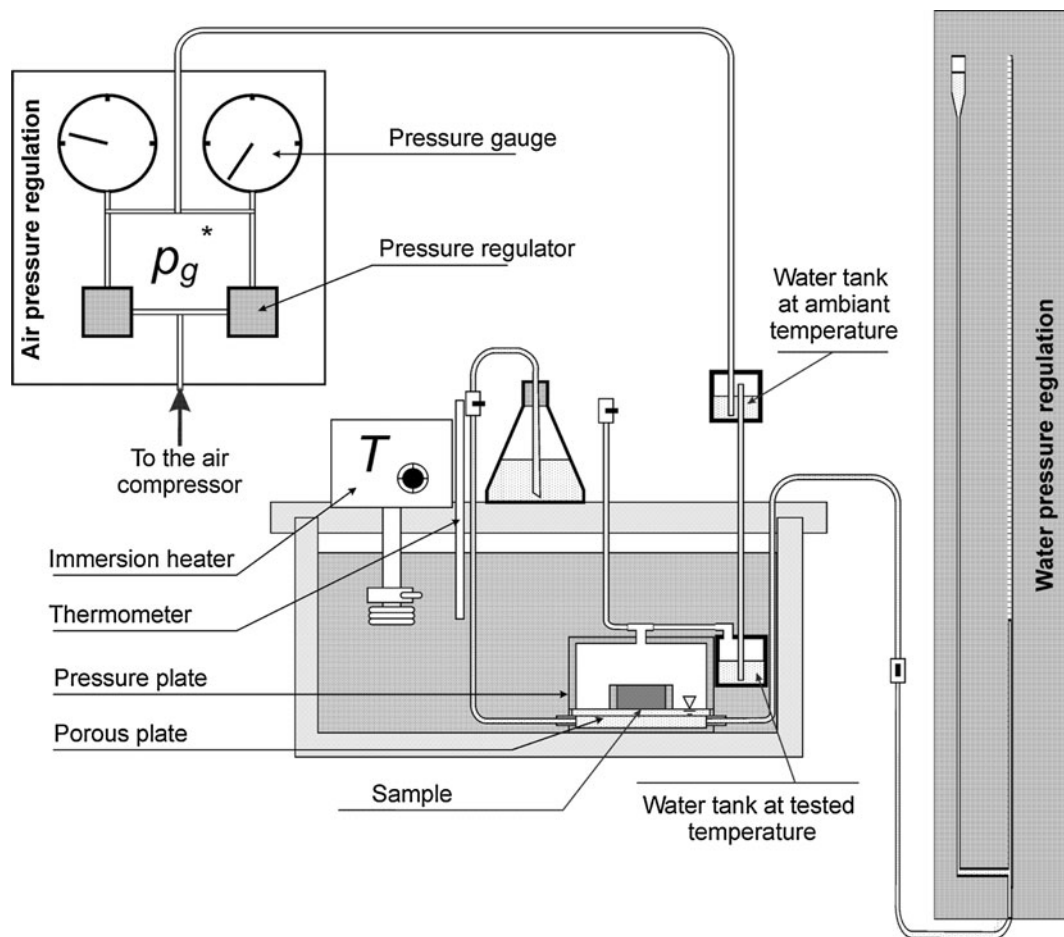 Air pressure regulation
Pressure gauge
p_g*
Pressure regulator
To the air
compressor
Water tank
at ambiant
temperature
Water pressure regulation
T
Immersion heater
Thermometer
Pressure plate
Porous plate
Sample
Water tank at tested
temperature